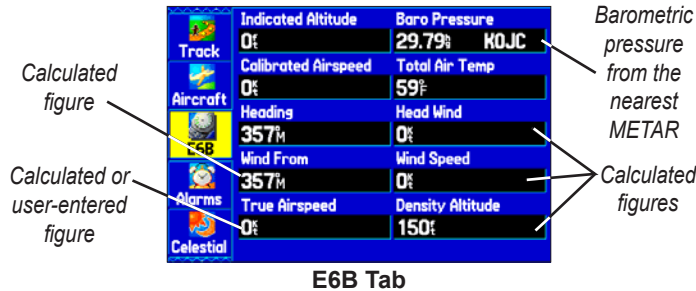 Indicated Altitude Baro Pressure
0ft 29.79in KOJC
Track
Calibrated Airspeed Total Air Temp
0kt 59°F
Aircraft
Heading Head Wind
357°M 0kt
E6B
Wind From Wind Speed
357°M 0kt
Alarms
True Airspeed Density Altitude
0kt 150ft
Celestial
Calculated
figure
Calculated or
user-entered
figure
Barometric
pressure
from the
nearest
METAR
Calculated
figures
E6B Tab